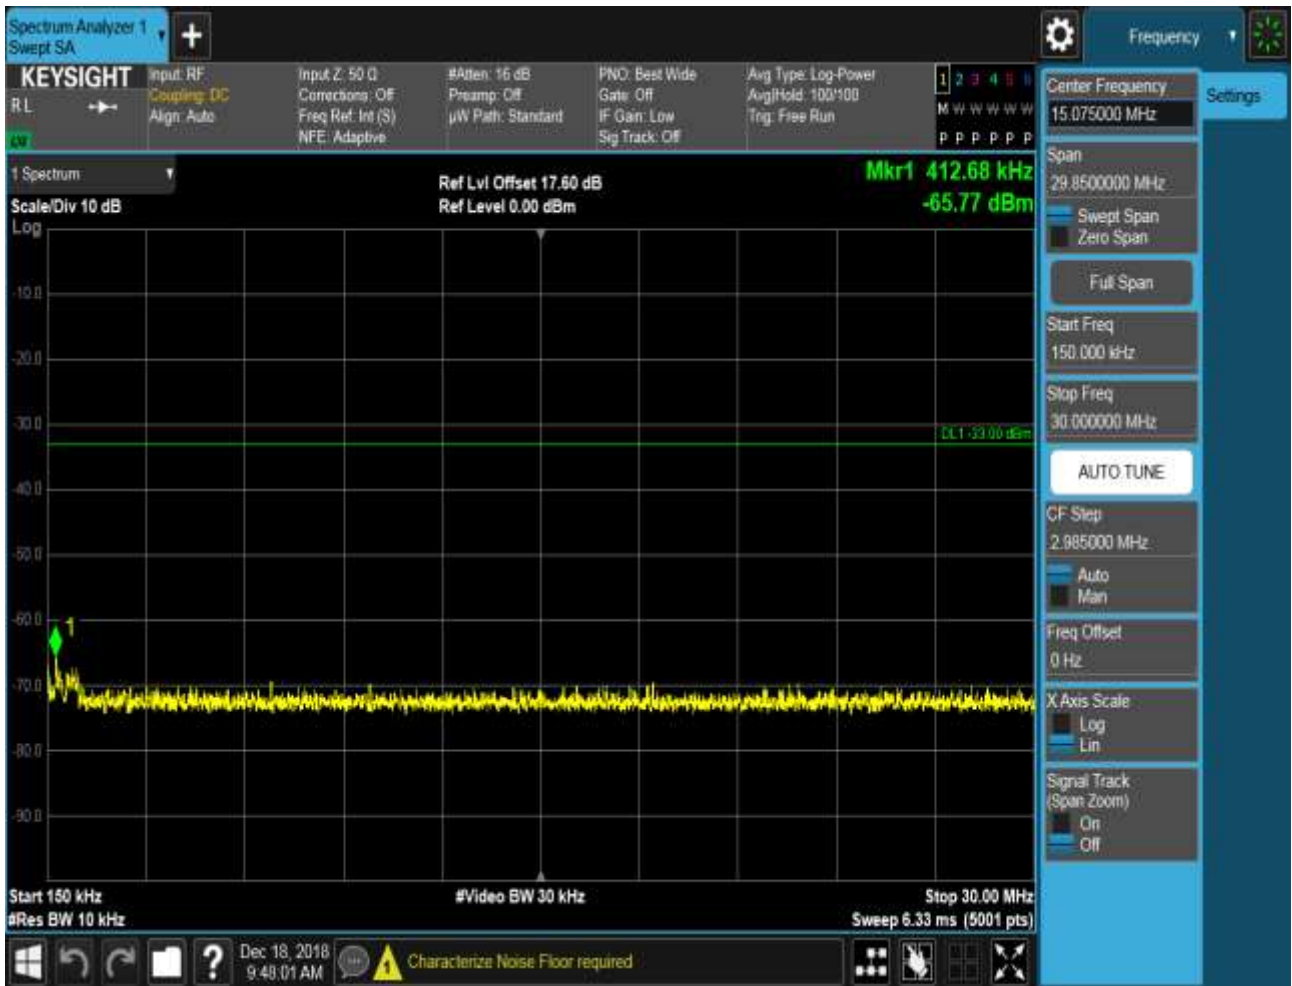 Spectrum Analyzer 1
Swept SA
Frequency
KEYSIGHT
RL
Input: RF
Coupling: DC
Align: Auto
Input Z: 50 Ω
Corrections: Off
Freq Ref: Int (S)
NFE: Adaptive
#Atten: 16 dB
Preamp: Off
µW Path: Standard
PNO: Best Wide
Gate: Off
IF Gain: Low
Sig Track: Off
Avg Type: Log-Power
Avg|Hold: 100/100
Trig: Free Run
1 2 3 4 5 6
M W W W W W
P P P P P P
1 Spectrum
Scale/Div 10 dB
Log
Ref Lvl Offset 17.60 dB
Ref Level 0.00 dBm
Mkr1 412.68 kHz
-65.77 dBm
-10.0
-20.0
-30.0
DL1 -33.00 dBm
-40.0
-50.0
-60.0
1
-70.0
-80.0
-90.0
Start 150 kHz
#Res BW 10 kHz
#Video BW 30 kHz
Stop 30.00 MHz
Sweep 6.33 ms (5001 pts)
Center Frequency
15.075000 MHz
Settings
Span
29.8500000 MHz
Swept Span
Zero Span
Full Span
Start Freq
150.000 kHz
Stop Freq
30.000000 MHz
AUTO TUNE
CF Step
2.985000 MHz
Auto
Man
Freq Offset
0 Hz
X Axis Scale
Log
Lin
Signal Track
(Span Zoom)
On
Off
?
Dec 18, 2018
9:48:01 AM
Characterize Noise Floor required